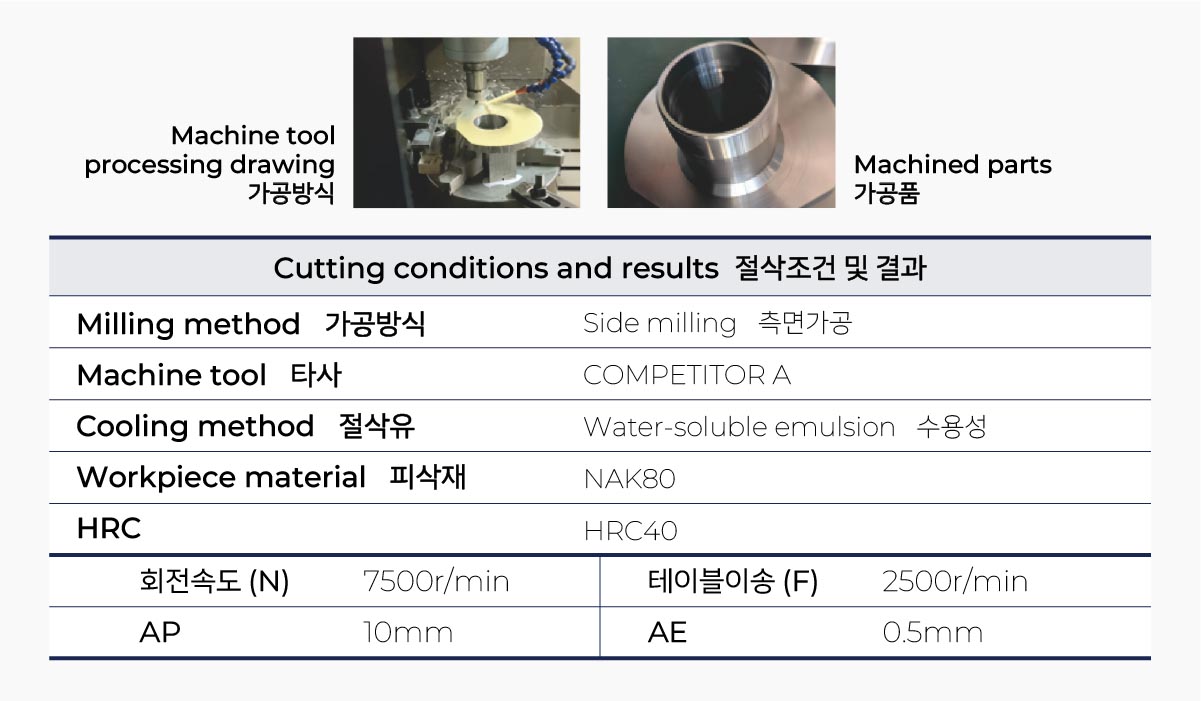 Machine tool
processing drawing
가공방식
Machined parts
가공품
Cutting conditions and results 절삭조건 및 결과
Milling method 가공방식 Side milling 측면가공
Machine tool 타사 COMPETITOR A
Cooling method 절삭유 Water-soluble emulsion 수용성
Workpiece material 피삭재 NAK80
HRC HRC40
회전속도 (N) 7500r/min 테이블이송 (F) 2500r/min
AP 10mm AE 0.5mm